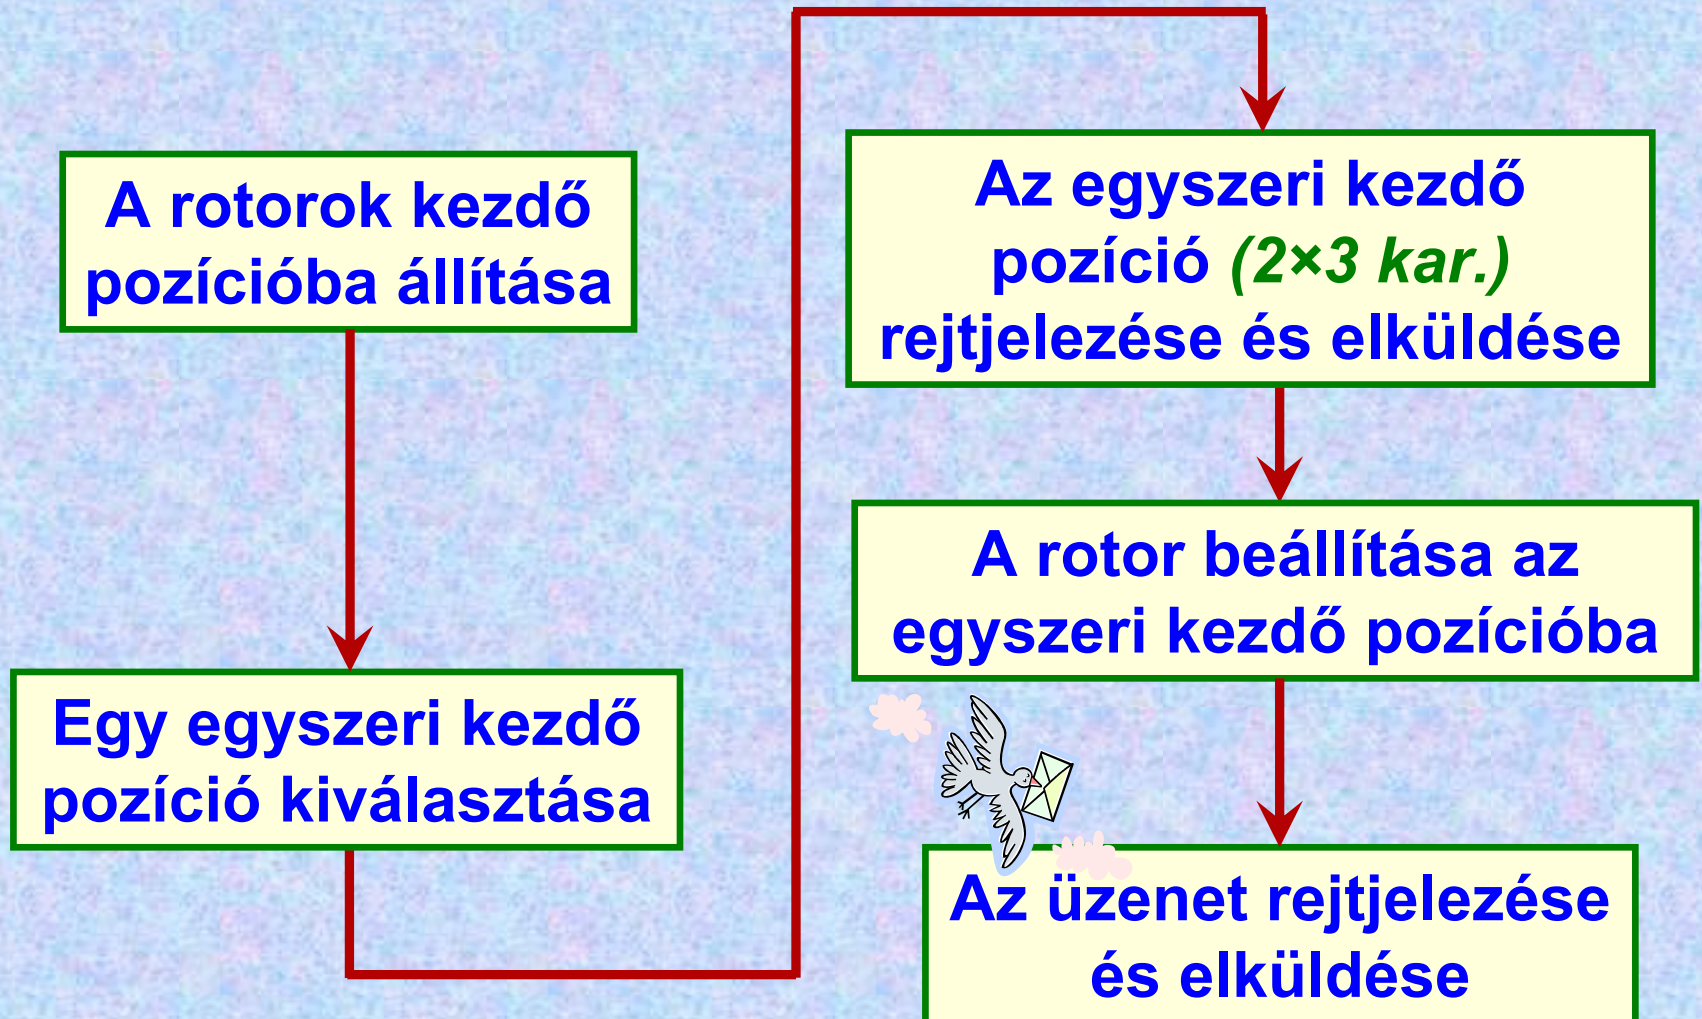 A rotorok kezdő
pozícióba állítása
Egy egyszeri kezdő
pozíció kiválasztása
Az egyszeri kezdő
pozíció (2×3 kar.)
rejtjelezése és elküldése
A rotor beállítása az
egyszeri kezdő pozícióba
Az üzenet rejtjelezése
és elküldése